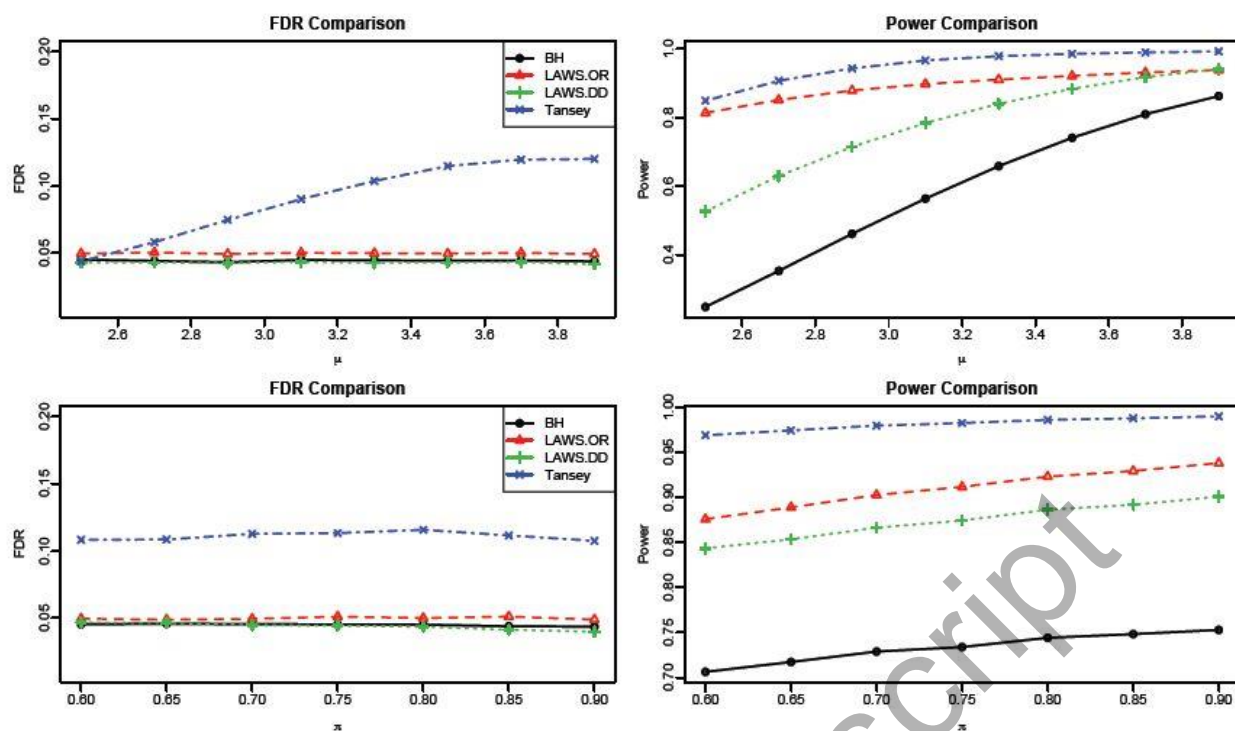 FDR Comparison
0.20
0.15
0.10
0.05
FDR
BH
LAWS.OR
LAWS.DD
Tansey
2.6 2.8 3.0 3.2 3.4 3.6 3.8
μ
Power Comparison
1.0
0.8
0.6
0.4
Power
2.6 2.8 3.0 3.2 3.4 3.6 3.8
μ
FDR Comparison
0.20
0.15
0.10
0.05
FDR
BH
LAWS.OR
LAWS.DD
Tansey
0.60 0.65 0.70 0.75 0.80 0.85 0.90
π
Power Comparison
1.00
0.95
0.90
0.85
0.80
0.75
0.70
Power
0.60 0.65 0.70 0.75 0.80 0.85 0.90
script